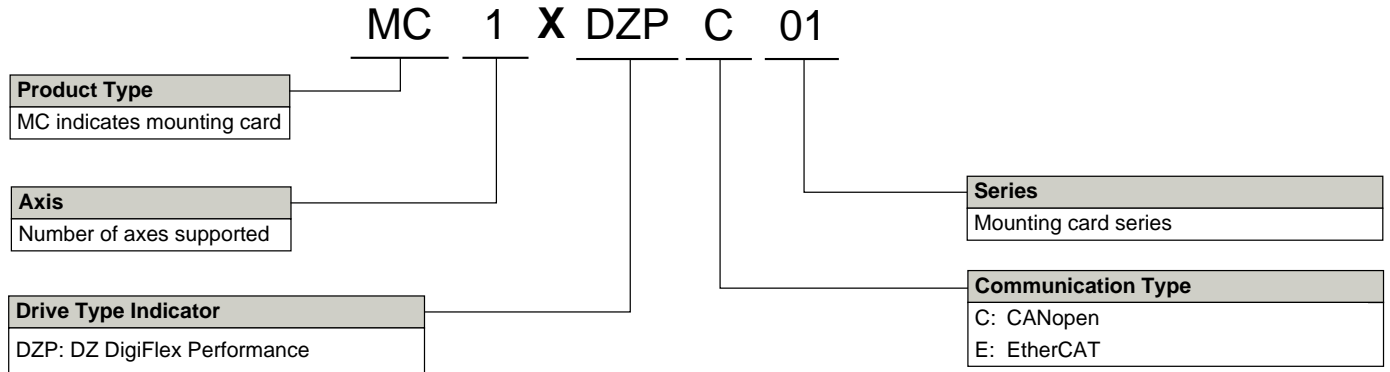 MC 1 X DZP C 01
Product Type
MC indicates mounting card
Axis
Number of axes supported
Drive Type Indicator
DZP: DZ DigiFlex Performance
Series
Mounting card series
Communication Type
C: CANopen
E: EtherCAT